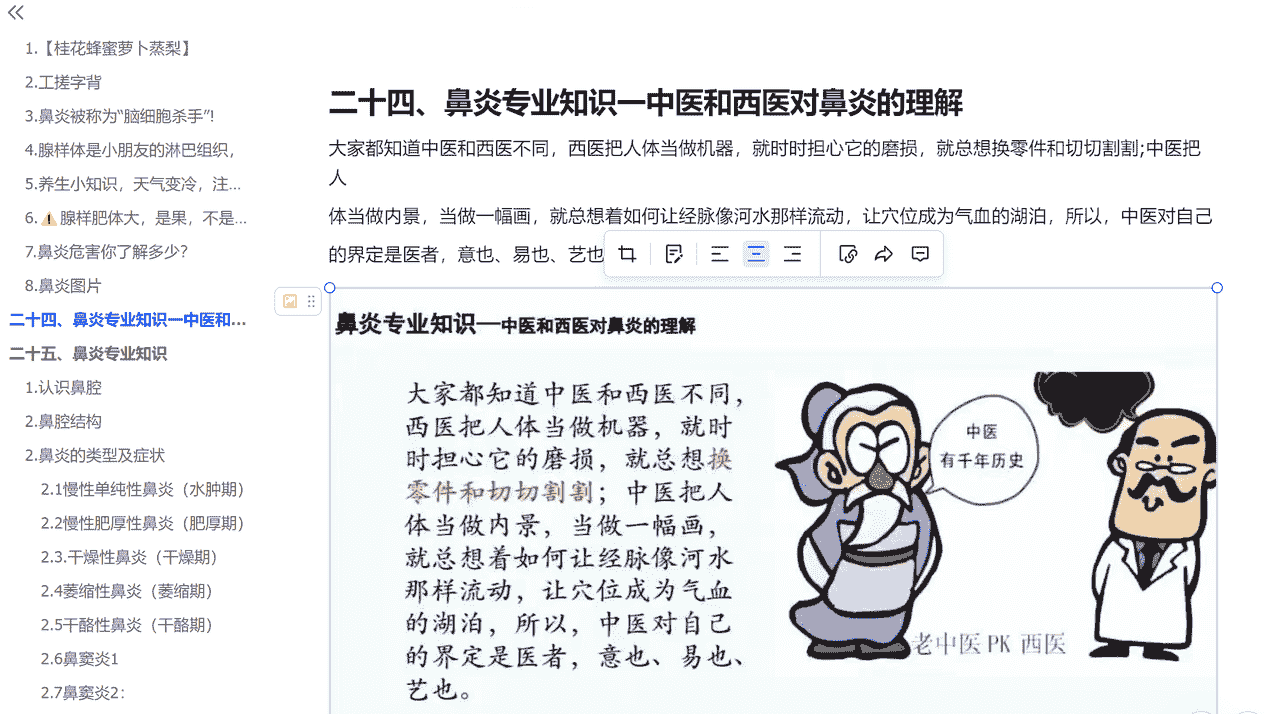 1.【桂花蜂蜜萝卜蒸梨】
2.工搓字背
3.鼻炎被称为“脑细胞杀手”!
4.腺样体是小朋友的淋巴组织，
5.养生小知识，天气变冷，注...
6.⚠️腺样肥体大，是果，不是...
7.鼻炎危害你了解多少？
8.鼻炎图片
二十四、鼻炎专业知识一中医和...
二十五、鼻炎专业知识
1.认识鼻腔
2.鼻腔结构
2.鼻炎的类型及症状
2.1慢性单纯性鼻炎（水肿期）
2.2慢性肥厚性鼻炎（肥厚期）
2.3.干燥性鼻炎（干燥期）
2.4萎缩性鼻炎（萎缩期）
2.5干酪性鼻炎（干酪期）
2.6鼻窦炎1
2.7鼻窦炎2：
二十四、鼻炎专业知识一中医和西医对鼻炎的理解
大家都知道中医和西医不同，西医把人体当做机器，就时时担心它的磨损，就总想换零件和切切割割;中医把
人
体当做内景，当做一幅画，就总想着如何让经脉像河水那样流动，让穴位成为气血的湖泊，所以，中医对自己
的界定是医者，意也、易也、艺也
鼻炎专业知识—中医和西医对鼻炎的理解
大家都知道中医和西医不同，
西医把人体当做机器，就时
时担心它的磨损，就总想换
零件和切切割割；中医把人
体当做内景，当做一幅画，
就总想着如何让经脉像河水
那样流动，让穴位成为气血
的湖泊，所以，中医对自己
的界定是医者，意也、易也、
艺也。
中医
有千年历史
老中医 PK 西医